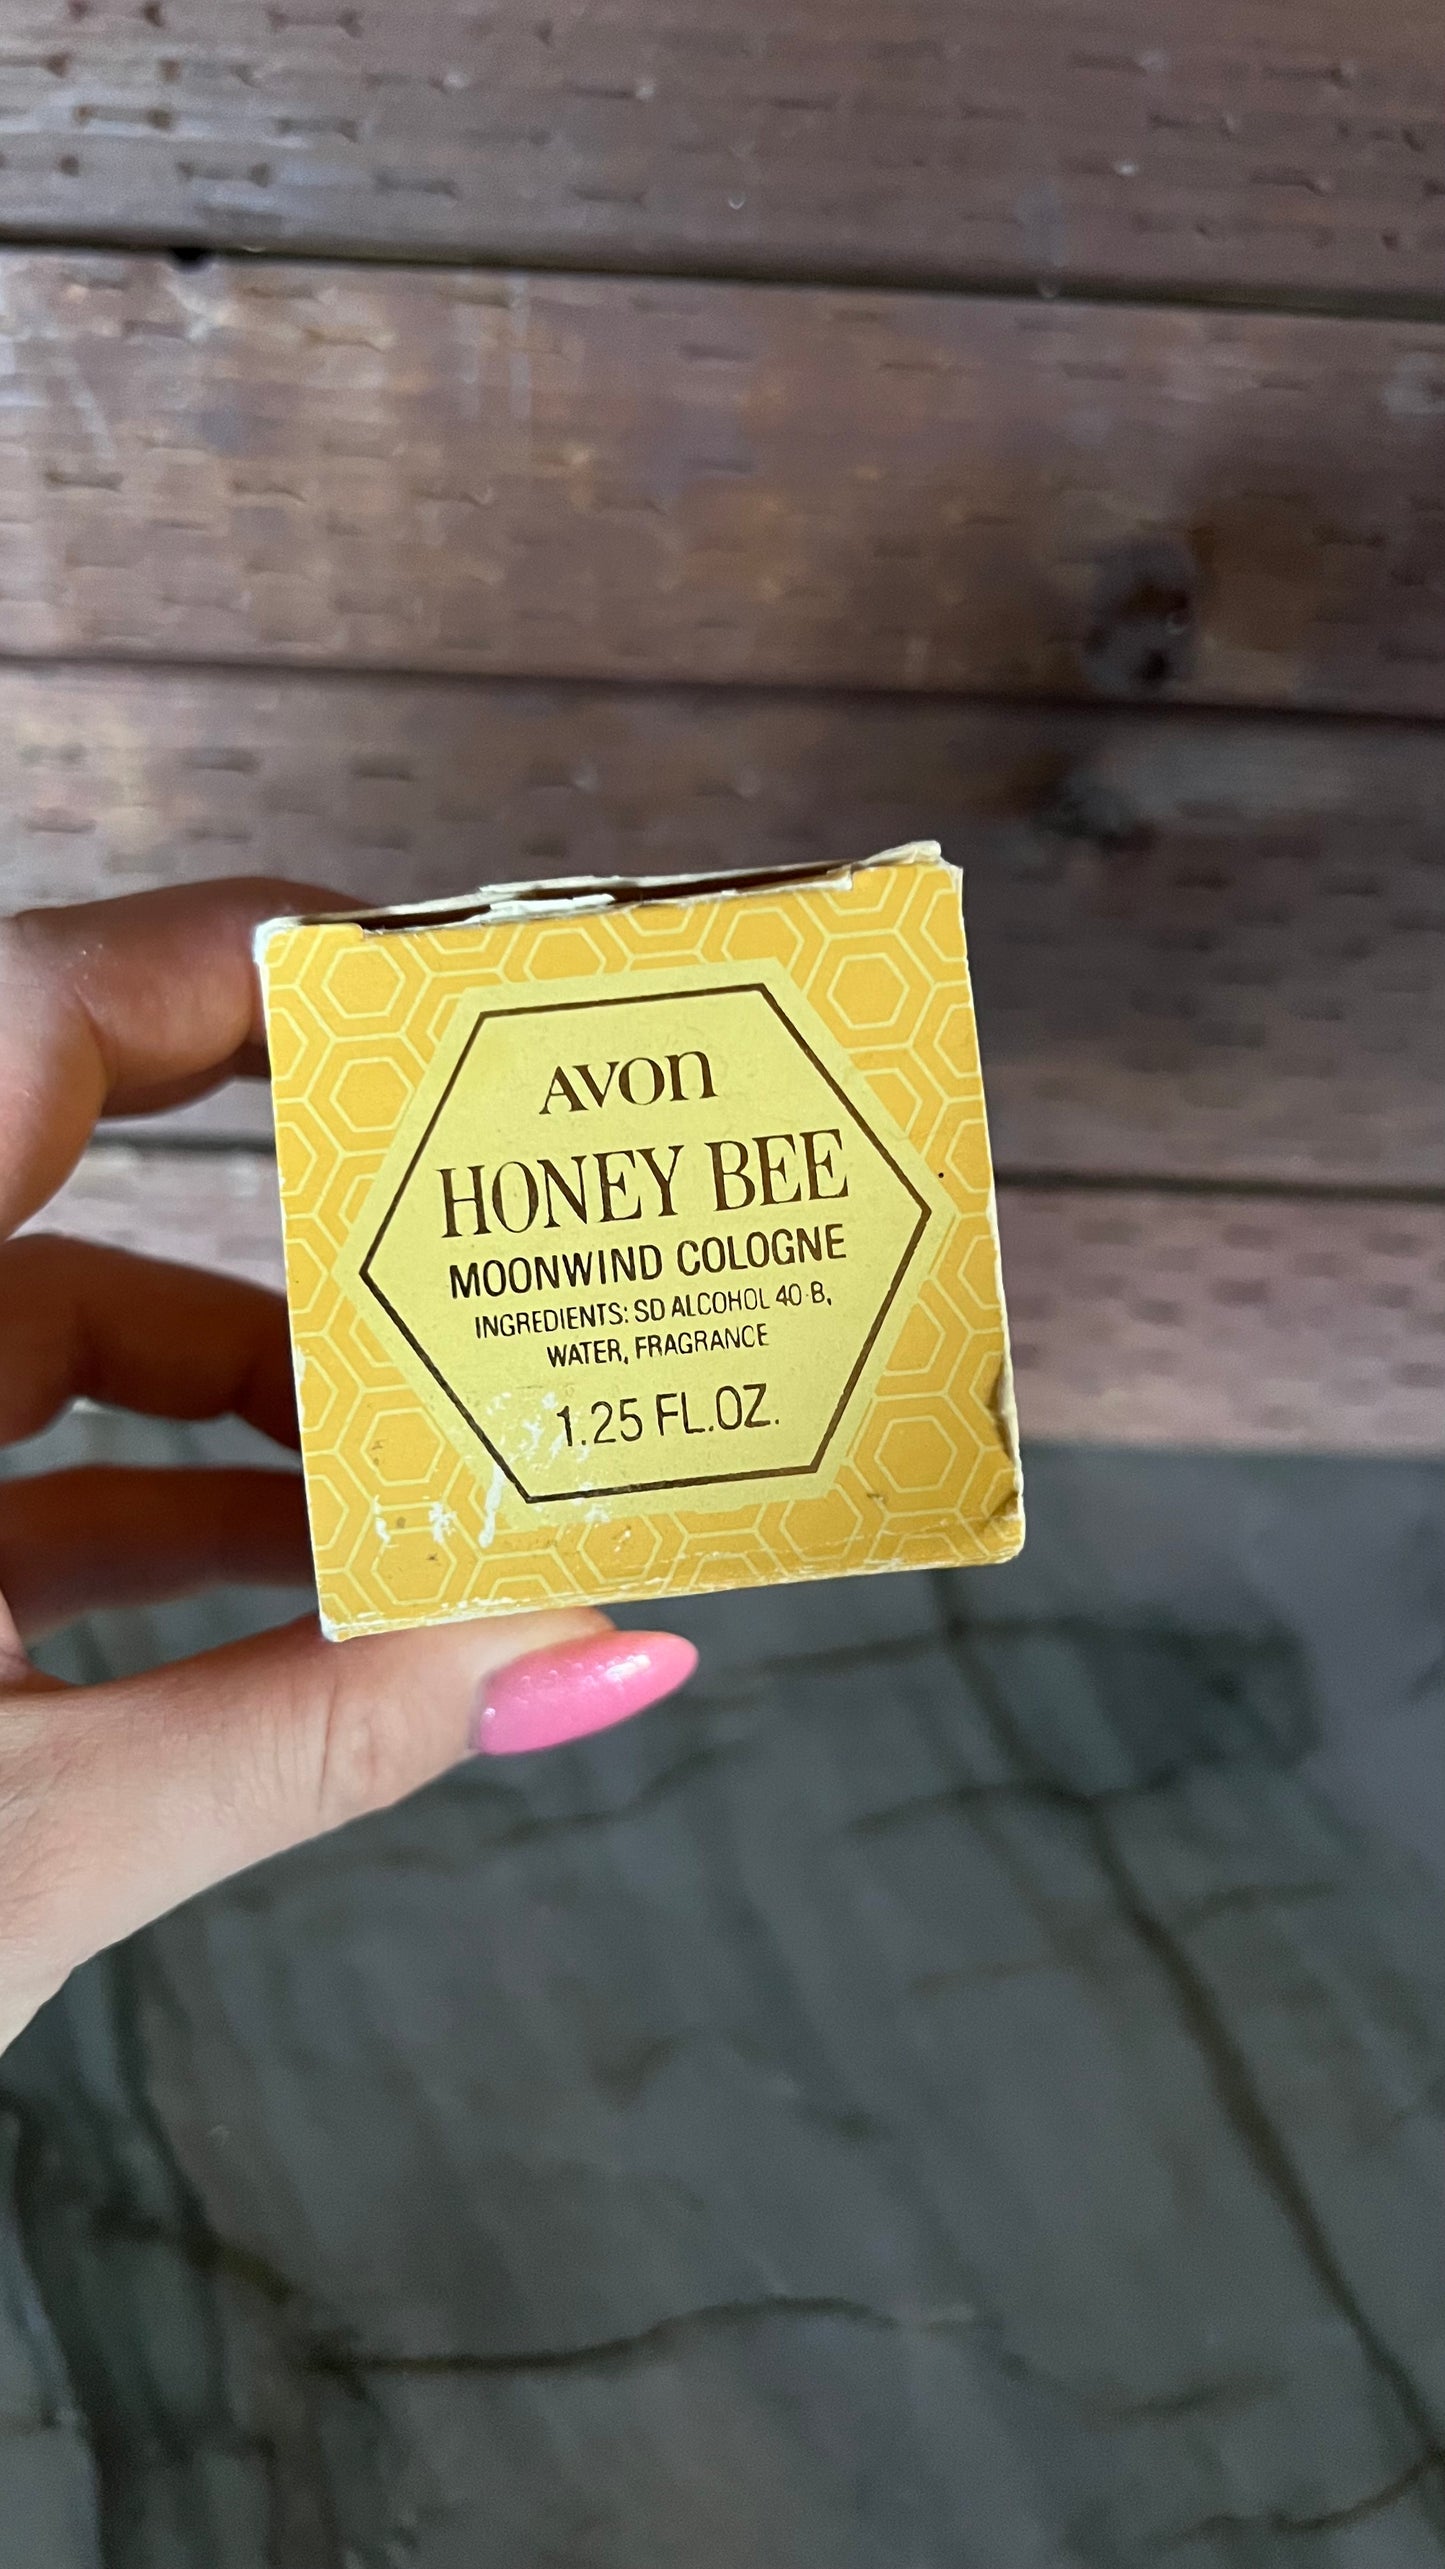 AVON
HONEY BEE
MOONWIND COLOGNE
INGREDIENTS: SD ALCOHOL 40-B,
WATER, FRAGRANCE
1.25 FL.OZ.